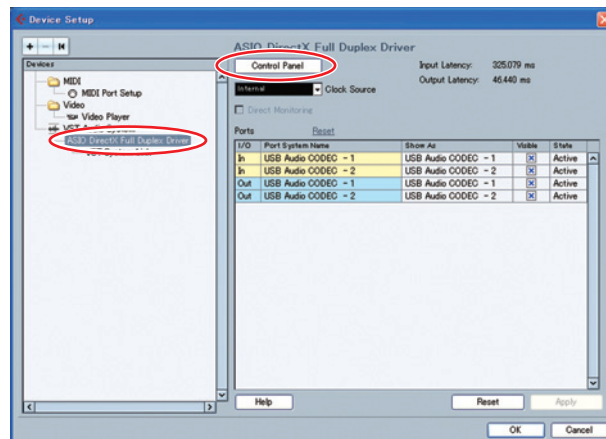 Device Setup
Devices
MIDI
MIDI Port Setup
Video
Video Player
VST Audio System
ASIO DirectX Full Duplex Driver
ASIO DirectX Full Duplex Driver
Control Panel
Input Latency: 325.079 ms
Output Latency: 46.440 ms
Internal Clock Source
Direct Monitoring
Ports Reset
I/O Port System Name Show As Visible State
In USB Audio CODEC - 1 USB Audio CODEC - 1 Active
In USB Audio CODEC - 2 USB Audio CODEC - 2 Active
Out USB Audio CODEC - 1 USB Audio CODEC - 1 Active
Out USB Audio CODEC - 2 USB Audio CODEC - 2 Active
Help Reset Apply
OK Cancel